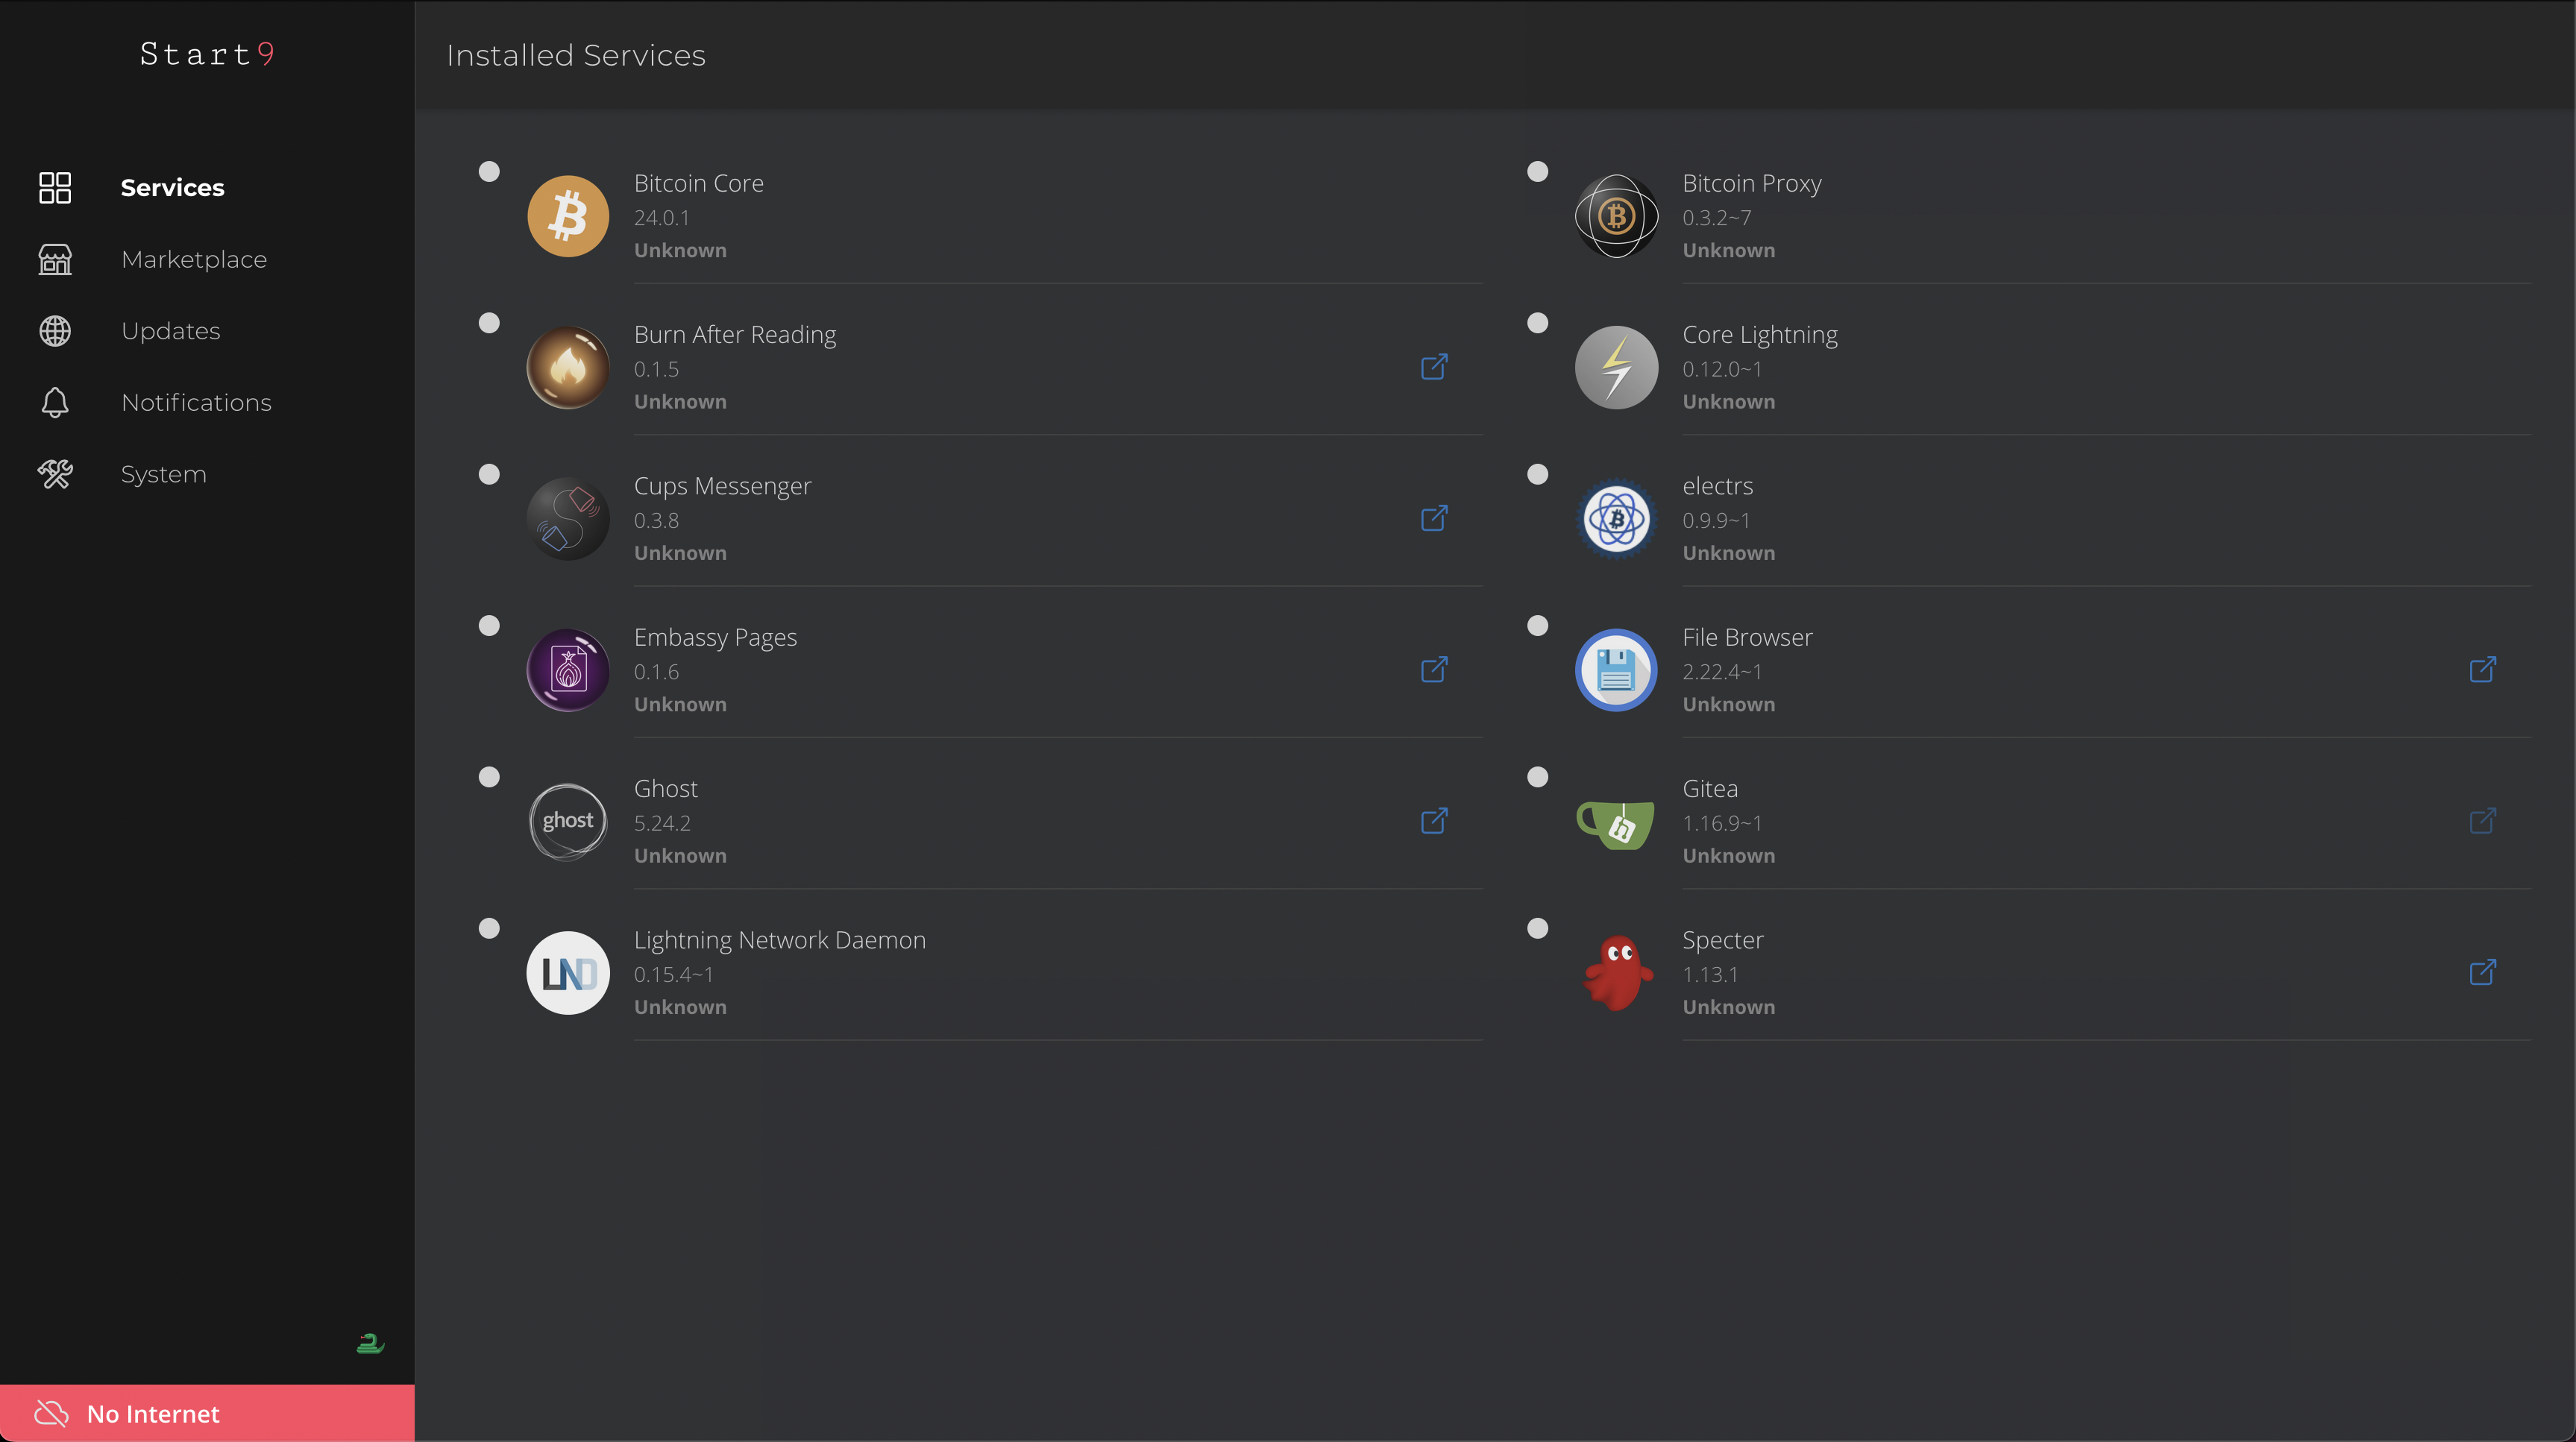 Start9
Installed Services
Services
Marketplace
Updates
Notifications
System
Bitcoin Core
24.0.1
Unknown
Bitcoin Proxy
0.3.2~7
Unknown
Burn After Reading
0.1.5
Unknown
Core Lightning
0.12.0~1
Unknown
Cups Messenger
0.3.8
Unknown
electrs
0.9.9~1
Unknown
Embassy Pages
0.1.6
Unknown
File Browser
2.22.4~1
Unknown
ghost
Ghost
5.24.2
Unknown
Gitea
1.16.9~1
Unknown
LND
Lightning Network Daemon
0.15.4~1
Unknown
Specter
1.13.1
Unknown
No Internet